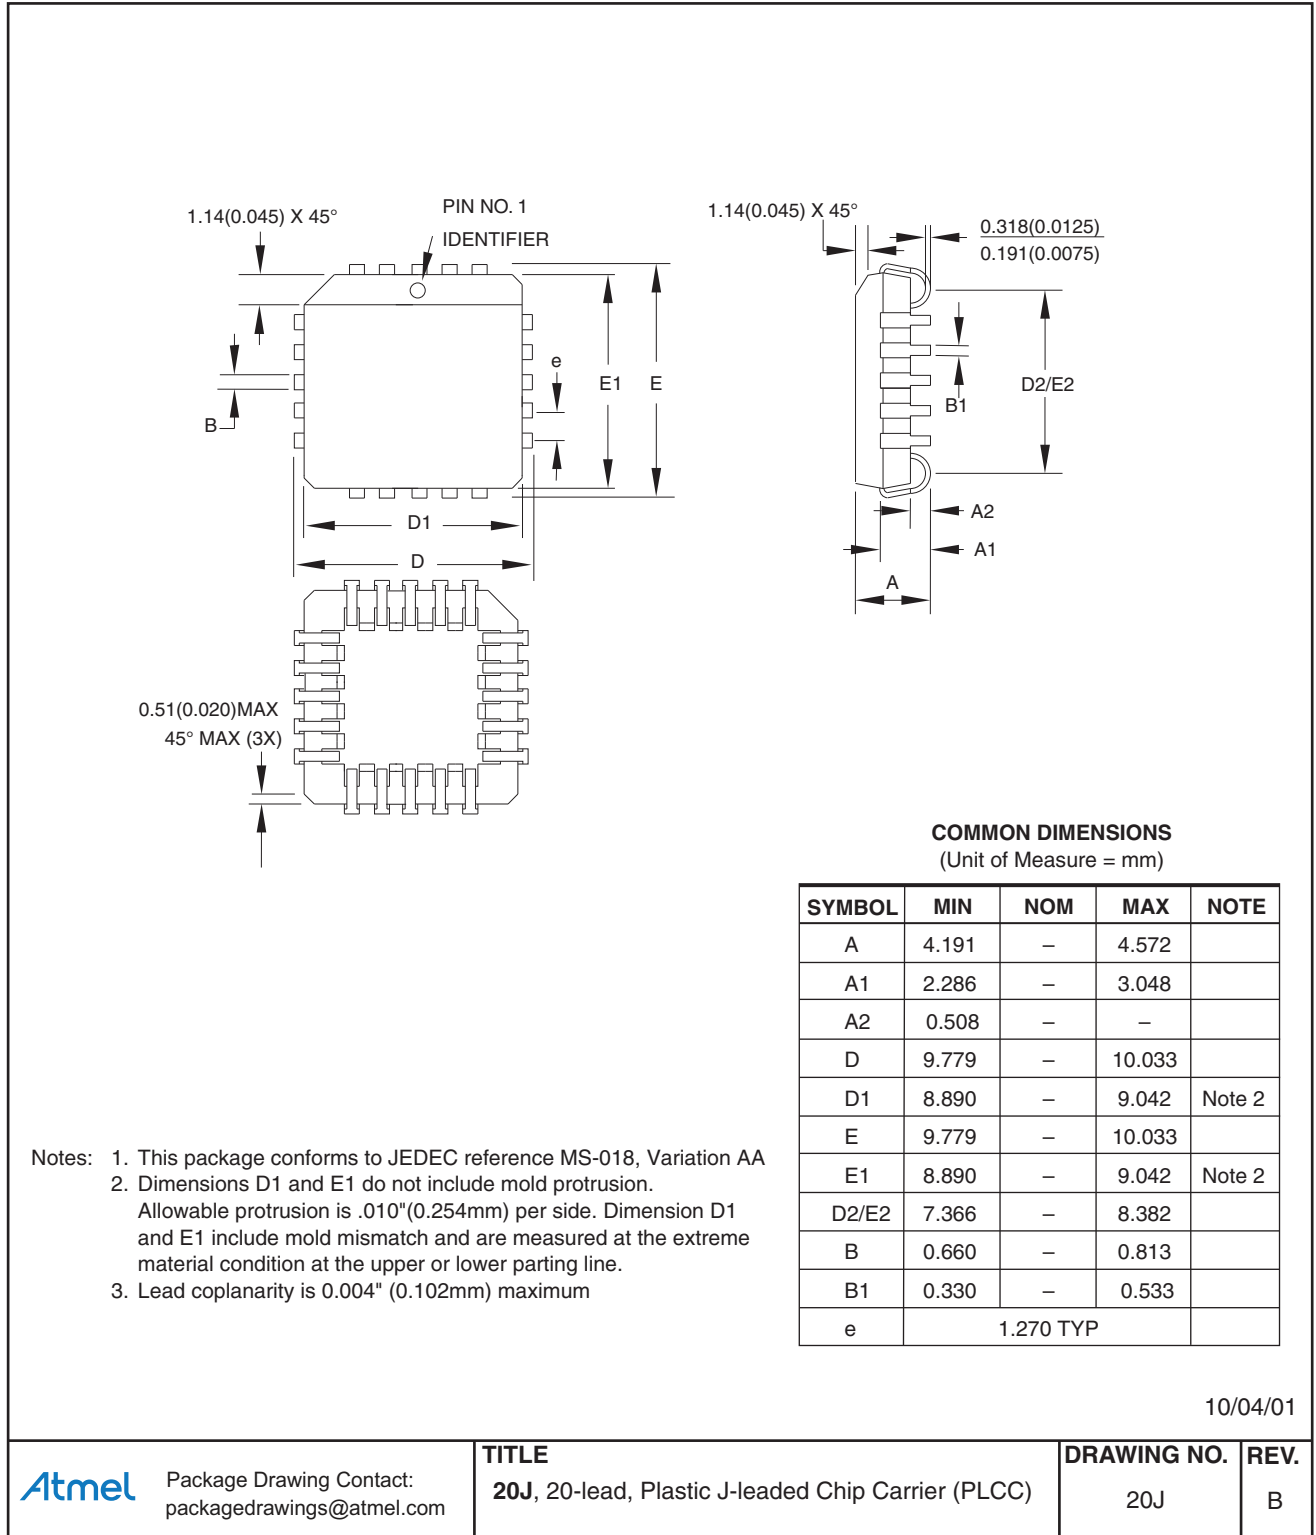 1.14(0.045) X 45°
PIN NO. 1
IDENTIFIER
1.14(0.045) X 45°
0.318(0.0125)
0.191(0.0075)
e
E1
E
B
D1
D
D2/E2
B1
A2
A1
A
0.51(0.020)MAX
45° MAX (3X)
COMMON DIMENSIONS
(Unit of Measure = mm)
SYMBOL MIN NOM MAX NOTE
A 4.191 – 4.572
A1 2.286 – 3.048
A2 0.508 – –
D 9.779 – 10.033
D1 8.890 – 9.042 Note 2
E 9.779 – 10.033
E1 8.890 – 9.042 Note 2
D2/E2 7.366 – 8.382
B 0.660 – 0.813
B1 0.330 – 0.533
e 1.270 TYP
Notes: 1. This package conforms to JEDEC reference MS-018, Variation AA
2. Dimensions D1 and E1 do not include mold protrusion.
Allowable protrusion is .010"(0.254mm) per side. Dimension D1
and E1 include mold mismatch and are measured at the extreme
material condition at the upper or lower parting line.
3. Lead coplanarity is 0.004" (0.102mm) maximum
10/04/01
Atmel
Package Drawing Contact:
packagedrawings@atmel.com
TITLE
20J, 20-lead, Plastic J-leaded Chip Carrier (PLCC)
DRAWING NO.
20J
REV.
B